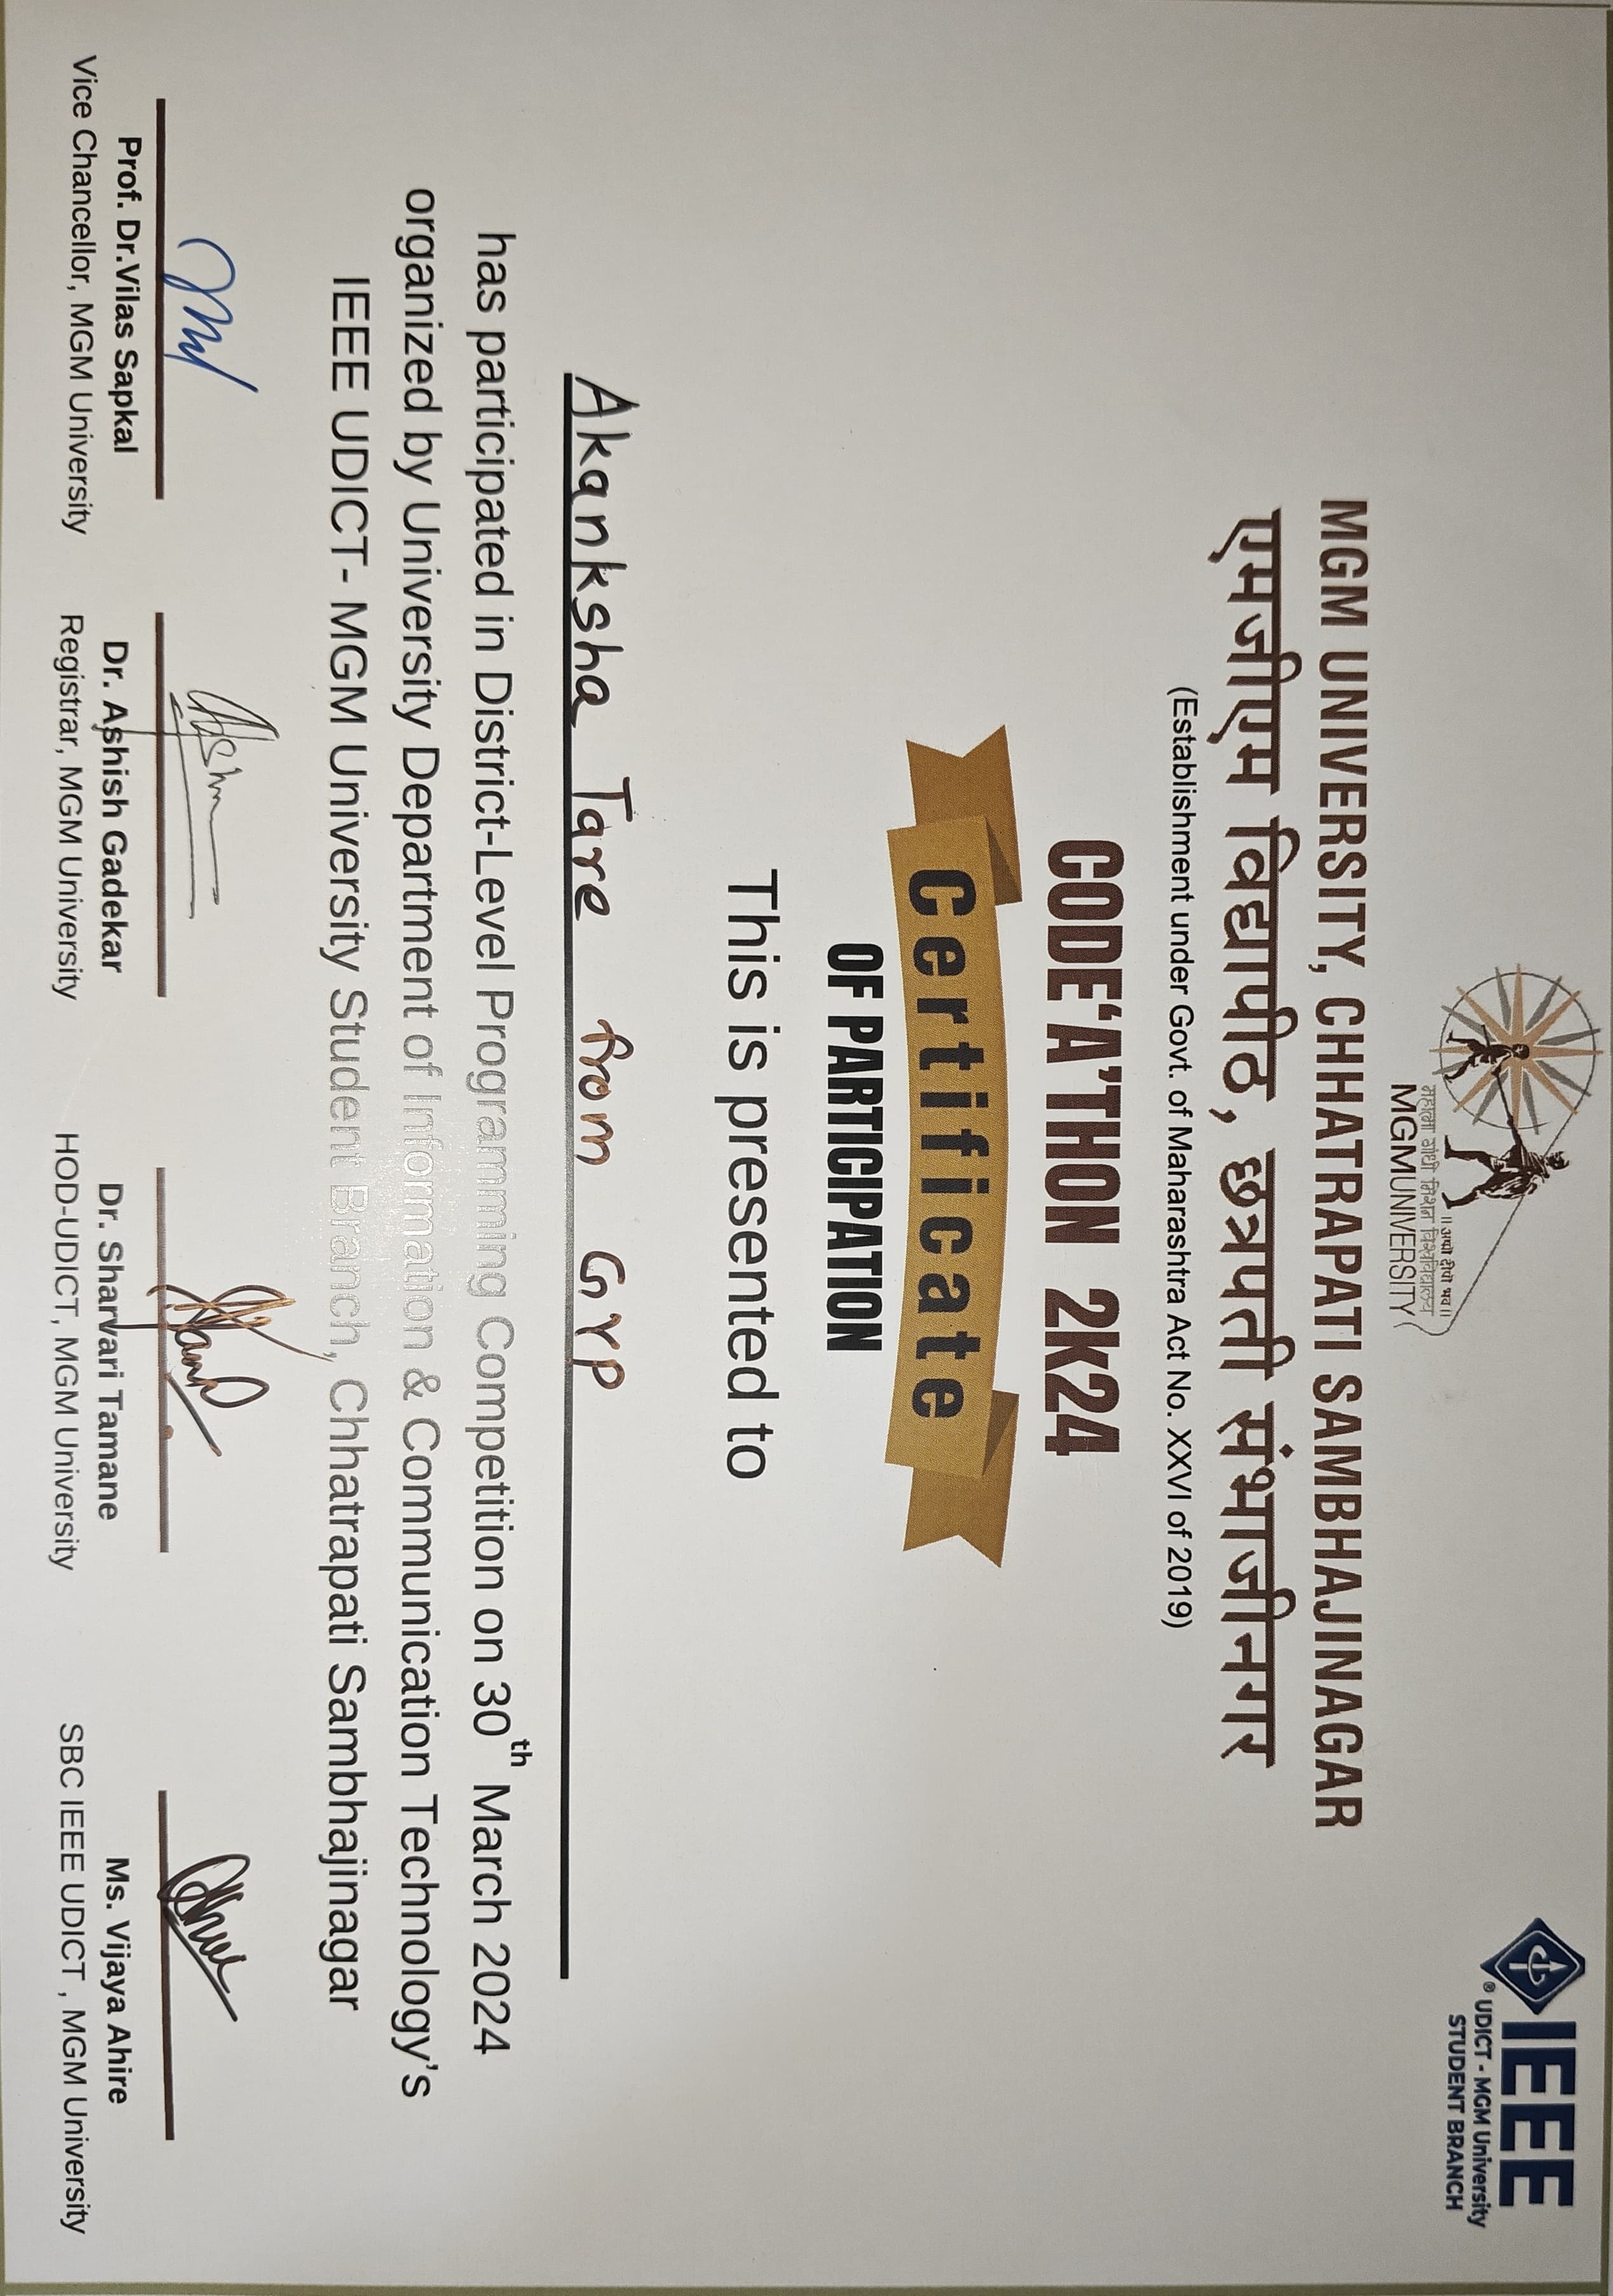 IEEE
® UDICT - MGM University
STUDENT BRANCH
।। अप्पो दीपो भव ।।
महात्मा गांधी मिशन विश्वविद्यालय
MGMUNIVERSITY
MGM UNIVERSITY, CHHATRAPATI SAMBHAJINAGAR
एमजीएम विद्यापीठ, छत्रपती संभाजीनगर
(Establishment under Govt. of Maharashtra Act No. XXVI of 2019)
CODE‘A’THON 2k24
Certificate
OF PARTICIPATION
This is presented to
Akanksha Tare from GYP
has participated in District-Level Programming Competition on 30th March 2024
organized by University Department of Information & Communication Technology’s
IEEE UDICT- MGM University Student Branch, Chhatrapati Sambhajinagar
Prof. Dr.Vilas Sapkal
Vice Chancellor, MGM University
Dr. Ashish Gadekar
Registrar, MGM University
Dr. Sharvari Tamane
HOD-UDICT, MGM University
Ms. Vijaya Ahire
SBC IEEE UDICT , MGM University